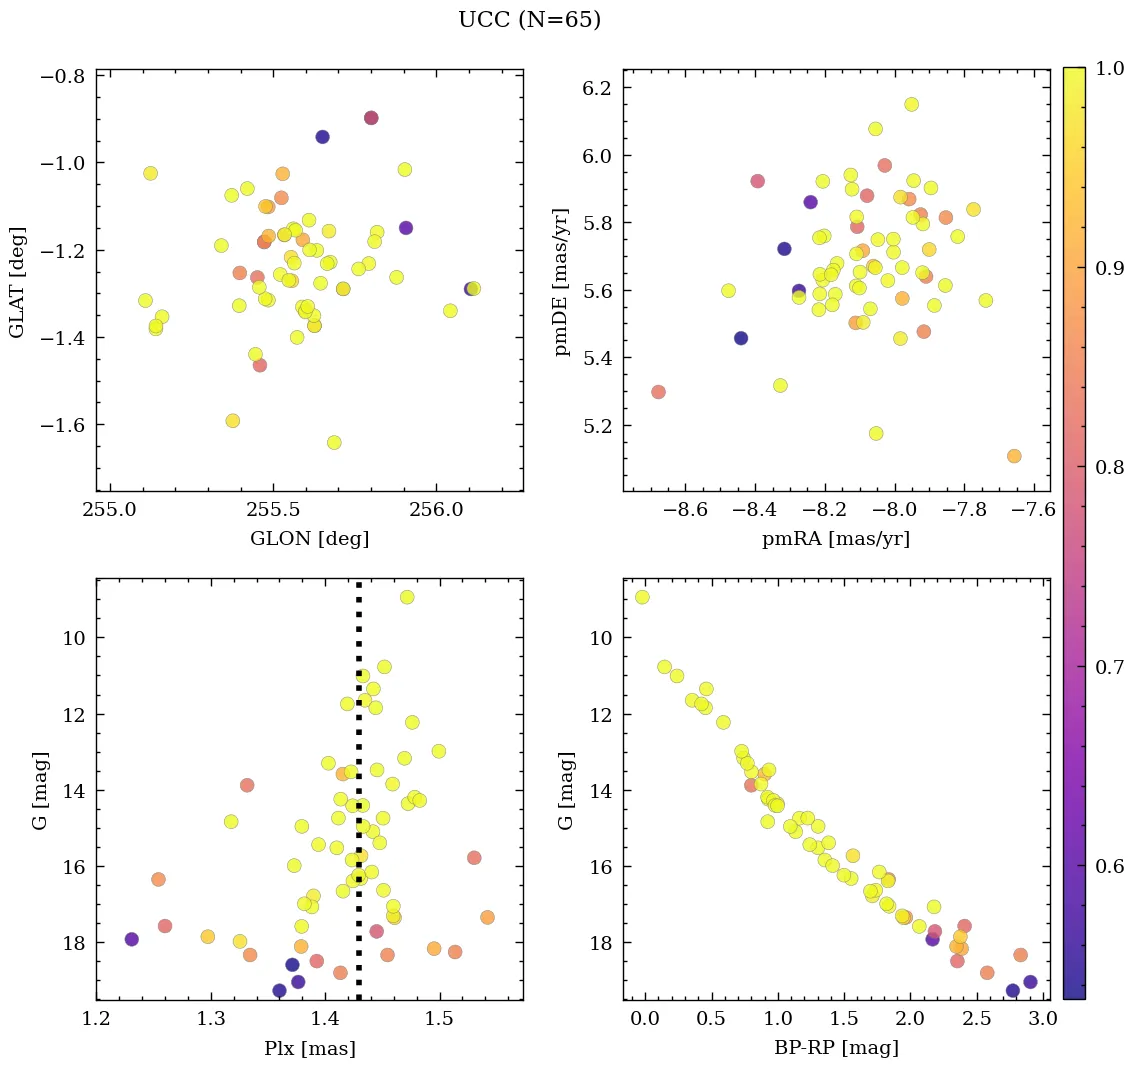 UCC (N=65)
−0.8
−1.0
−1.2
−1.4
−1.6
GLAT [deg]
255.0 255.5 256.0
GLON [deg]
6.2
6.0
5.8
5.6
5.4
5.2
pmDE [mas/yr]
−8.6 −8.4 −8.2 −8.0 −7.8 −7.6
pmRA [mas/yr]
1.0
0.9
0.8
0.7
0.6
10
12
14
16
18
G [mag]
1.2 1.3 1.4 1.5
Plx [mas]
10
12
14
16
18
G [mag]
0.0 0.5 1.0 1.5 2.0 2.5 3.0
BP-RP [mag]